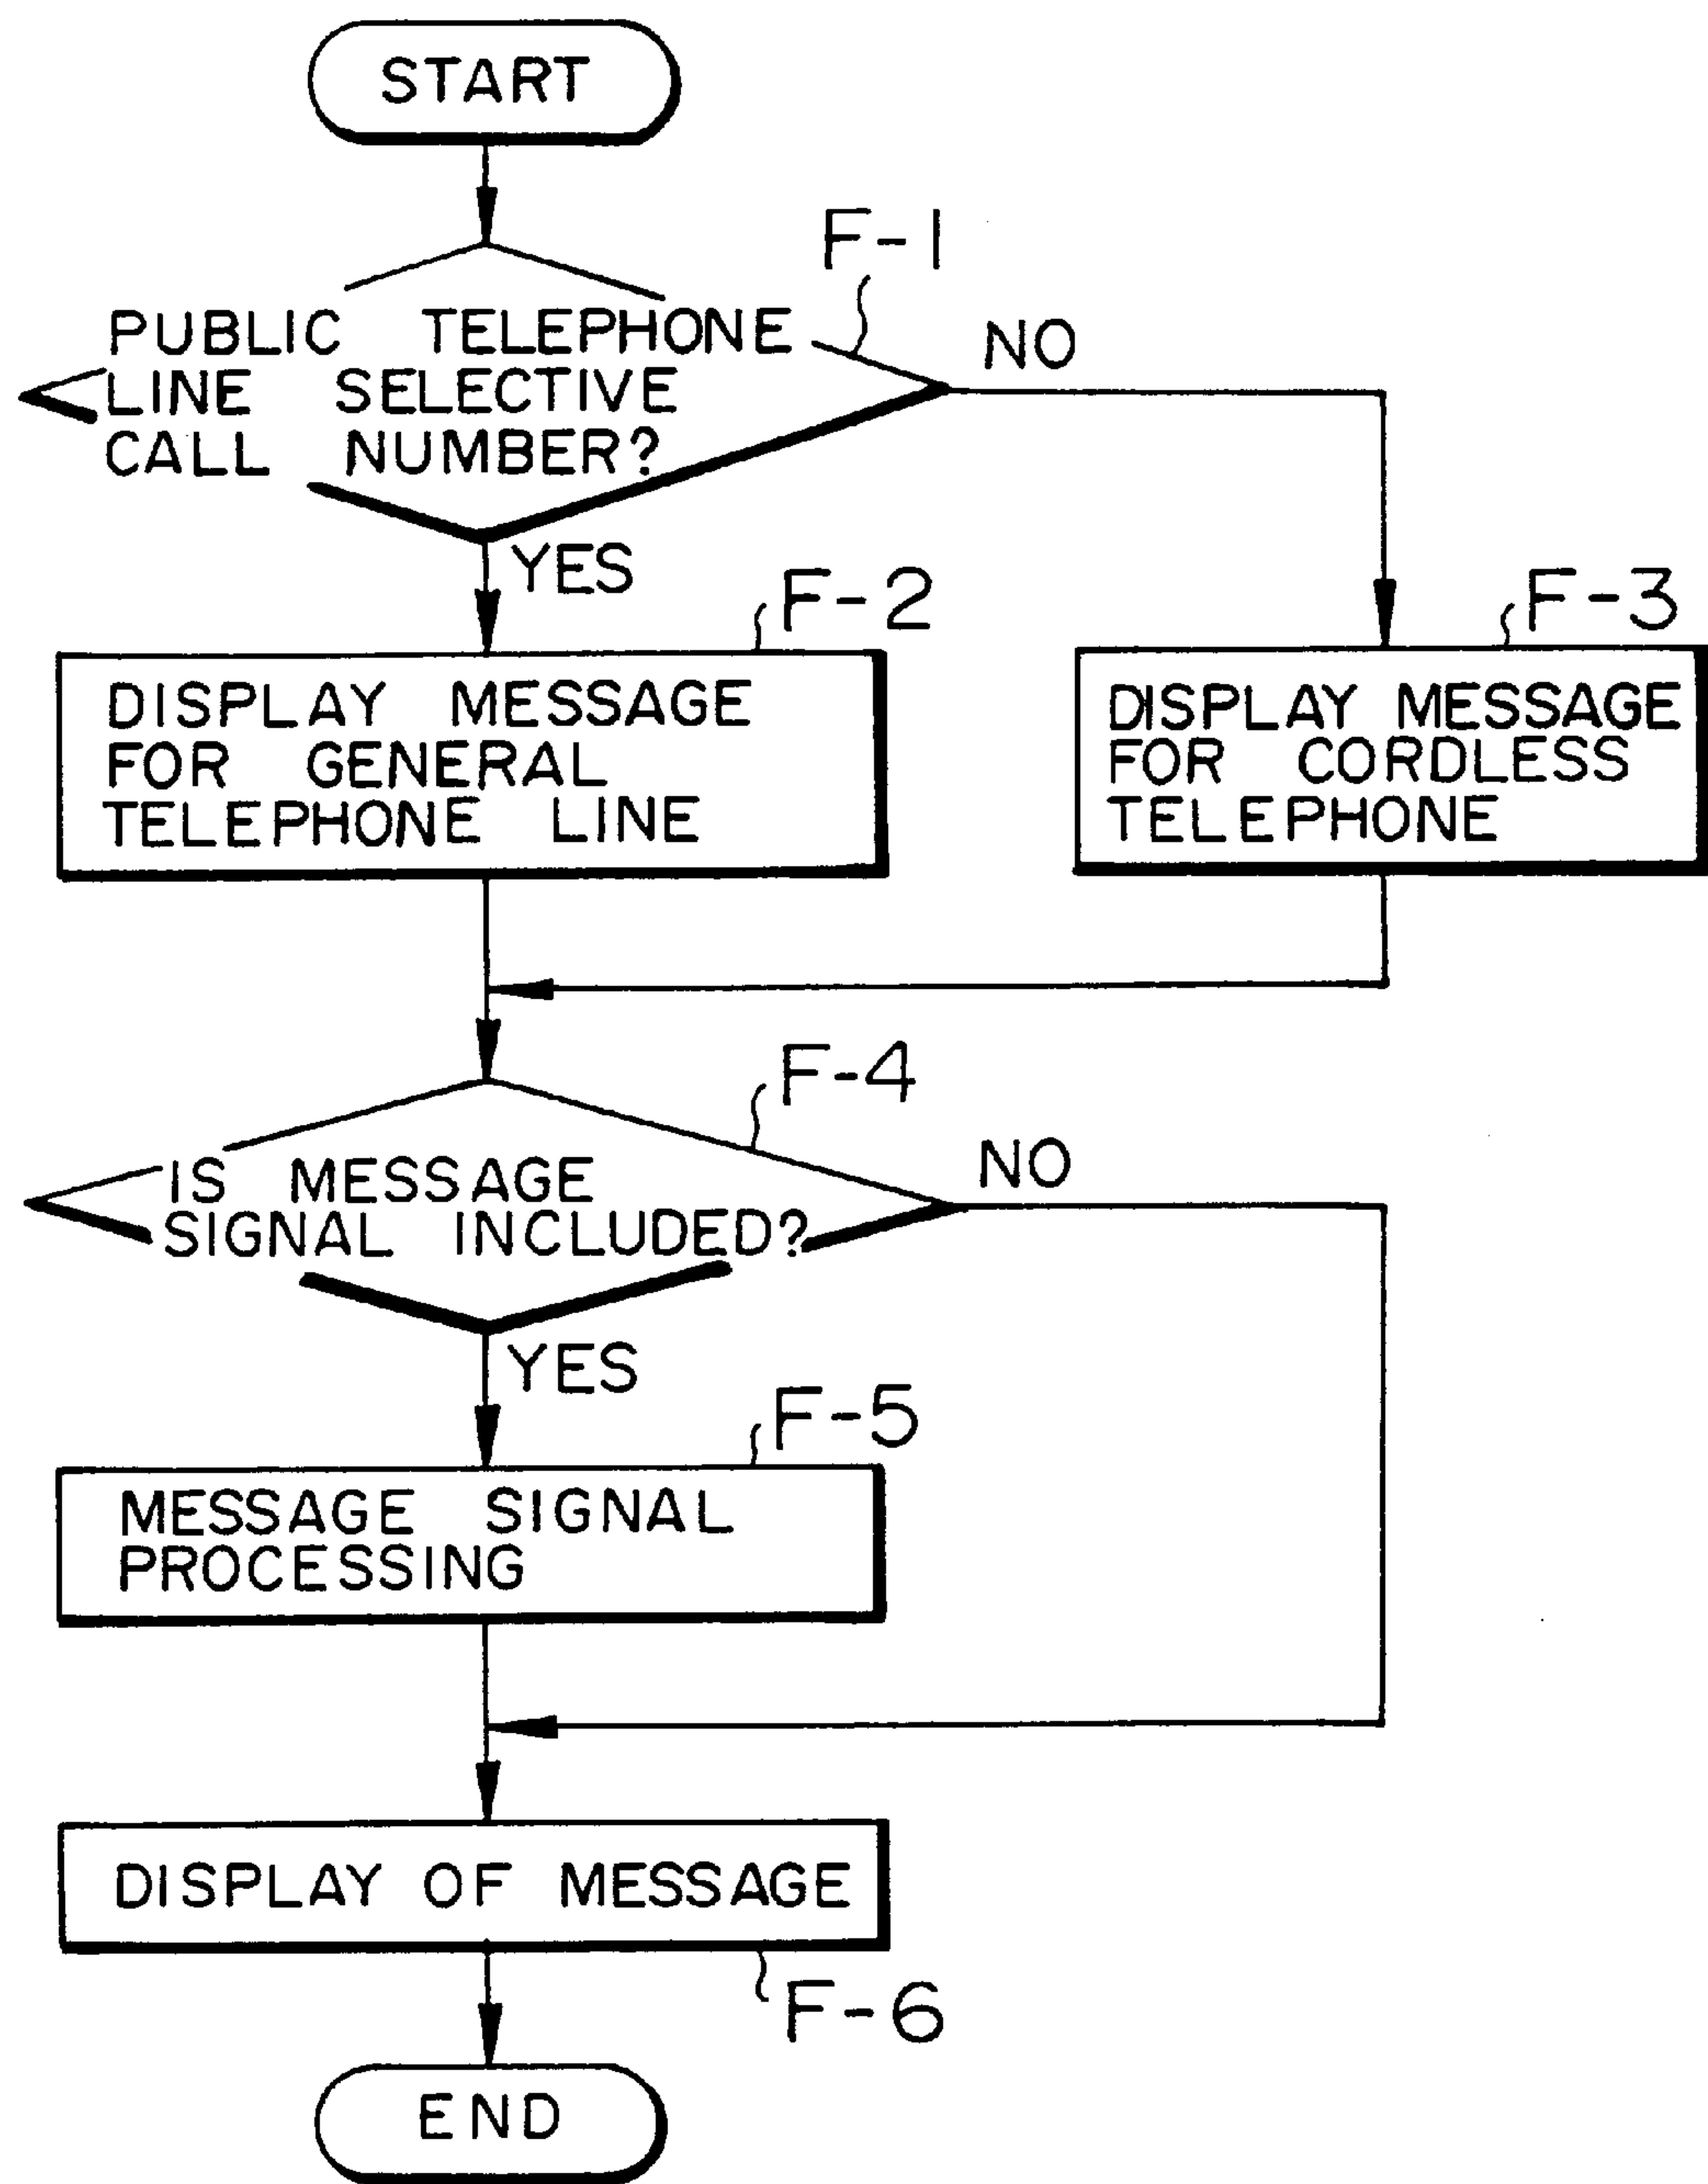 START
F-1
PUBLIC TELEPHONE
LINE SELECTIVE
CALL NUMBER?
NO
YES
F-2
F-3
DISPLAY MESSAGE
FOR GENERAL
TELEPHONE LINE
DISPLAY MESSAGE
FOR CORDLESS
TELEPHONE
F-4
IS MESSAGE
SIGNAL INCLUDED?
NO
YES
F-5
MESSAGE SIGNAL
PROCESSING
DISPLAY OF MESSAGE
F-6
END